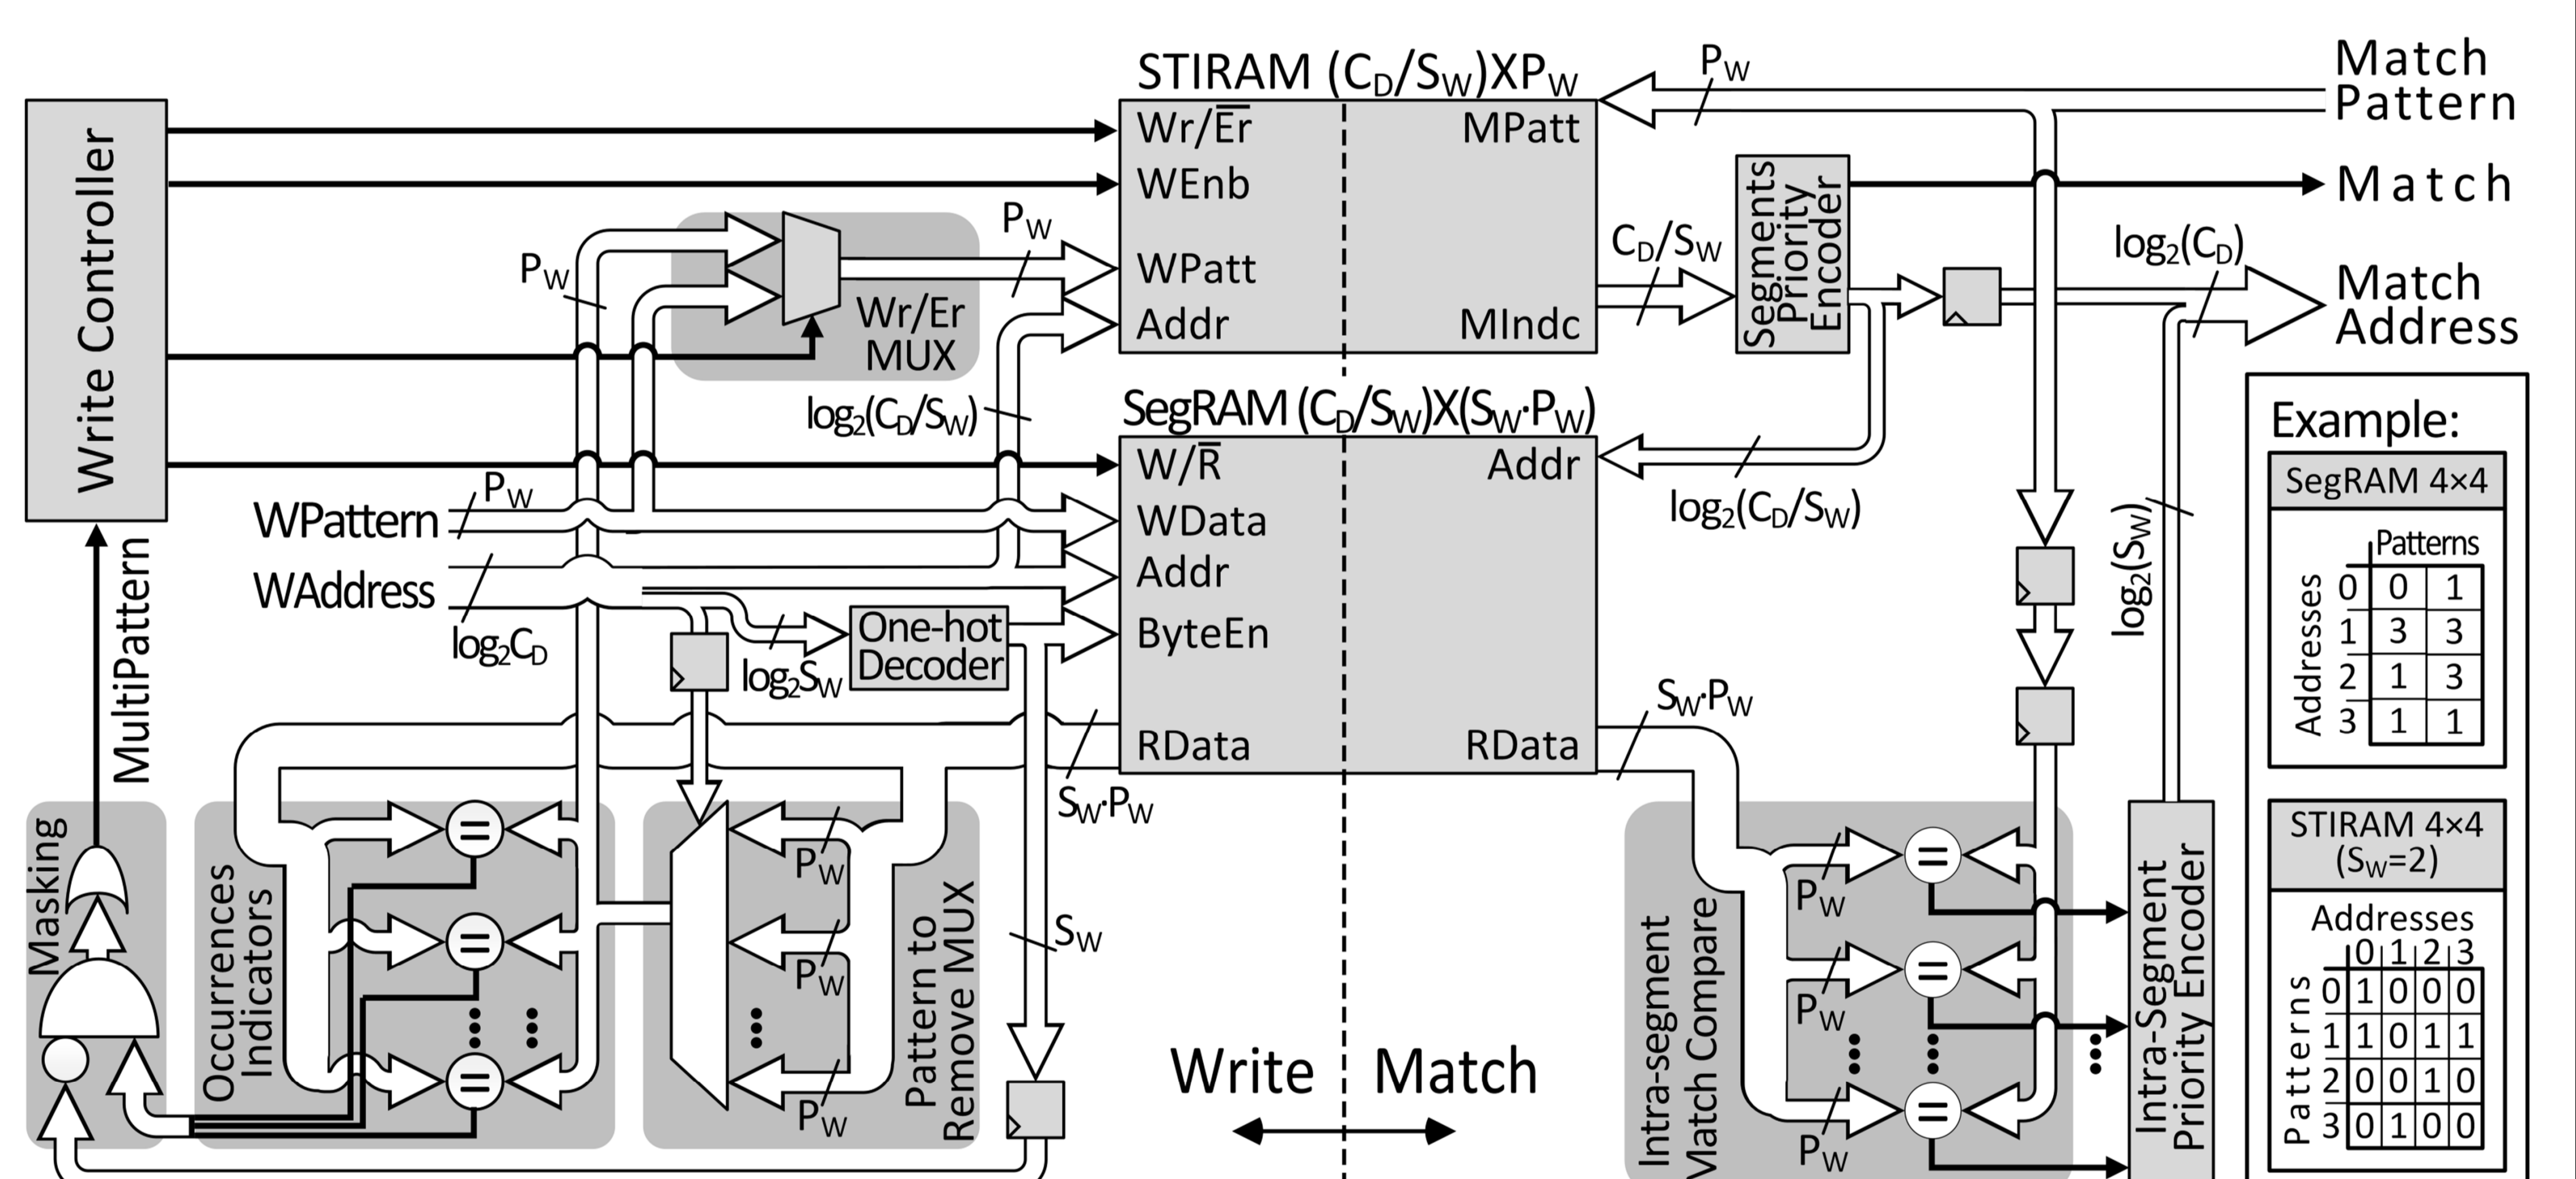 STIRAM (C_D/S_W)XP_W
P_W
Match
Pattern
Write Controller
Wr/E̅r̅
MPatt
WEnb
Match
Segments
Priority
Encoder
P_W
P_W
WPatt
C_D/S_W
log₂(C_D)
Match
Address
Wr/Er
MUX
Addr
MIndc
log₂(C_D/S_W)
SegRAM (C_D/S_W)X(S_W·P_W)
W/R̅
Addr
log₂(C_D/S_W)
WPattern
P_W
WData
WAddress
log₂C_D
Addr
MultiPattern
log₂S_W
One-hot
Decoder
ByteEn
log₂(S_W)
RData
RData
S_W·P_W
S_W·P_W
Masking
Occurrences
Indicators
=
=
=
P_W
P_W
P_W
Pattern to
Remove MUX
S_W
Write
Match
Intra-segment
Match Compare
P_W
P_W
P_W
=
=
=
Intra-Segment
Priority Encoder
Example:
SegRAM 4×4
Patterns
Addresses
0 0 1
1 3 3
2 1 3
3 1 1
STIRAM 4×4
(S_W=2)
Addresses
0 1 2 3
Patterns
0 1 0 0 0
1 1 0 1 1
2 0 0 1 0
3 0 1 0 0